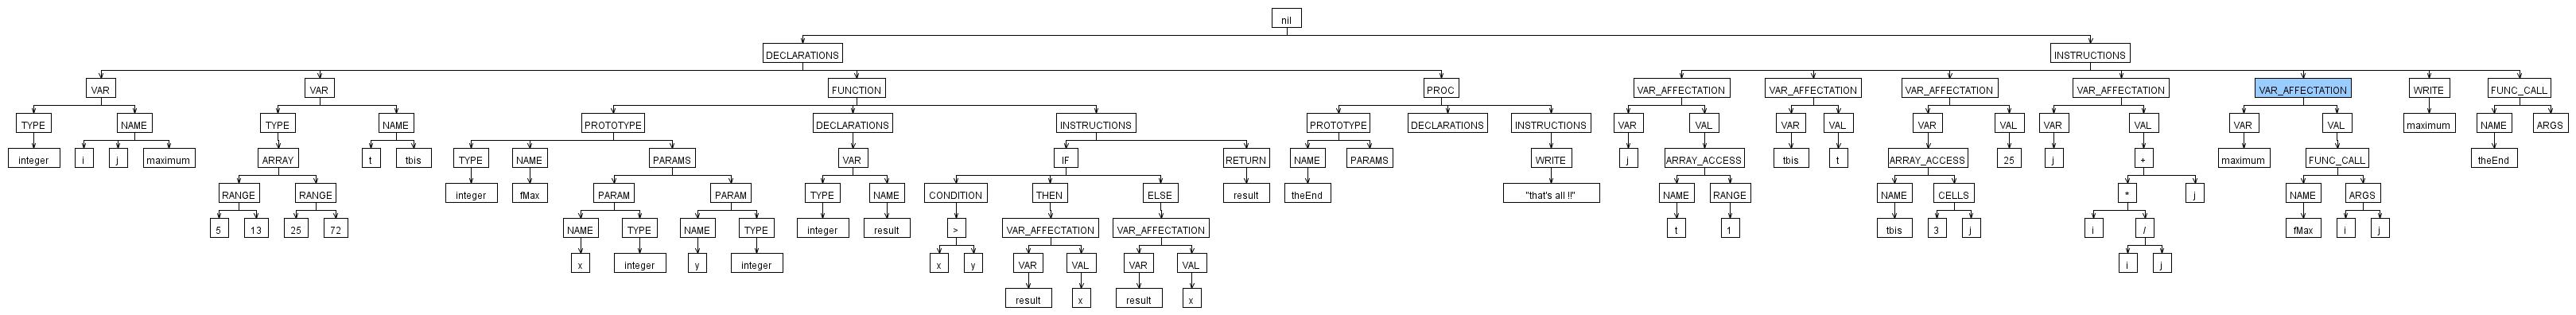 nil
DECLARATIONS INSTRUCTIONS
VAR VAR FUNCTION PROC VAR_AFFECTATION VAR_AFFECTATION VAR_AFFECTATION VAR_AFFECTATION VAR_AFFECTATION WRITE FUNC_CALL
TYPE NAME TYPE NAME PROTOTYPE DECLARATIONS INSTRUCTIONS PROTOTYPE DECLARATIONS INSTRUCTIONS VAR VAL VAR VAL VAR VAL VAR VAL VAR VAL maximum NAME ARGS
integer i j maximum ARRAY t tbis TYPE NAME PARAMS VAR IF RETURN NAME PARAMS WRITE j ARRAY_ACCESS tbis t ARRAY_ACCESS 25 j + maximum FUNC_CALL theEnd
RANGE RANGE integer fMax PARAM PARAM TYPE NAME CONDITION THEN ELSE result theEnd "that's all !!" NAME RANGE NAME CELLS * j NAME ARGS
5 13 25 72 NAME TYPE NAME TYPE integer result > VAR_AFFECTATION VAR_AFFECTATION t 1 tbis 3 j i / fMax i j
x integer y integer x y VAR VAL VAR VAL i j
result x result x